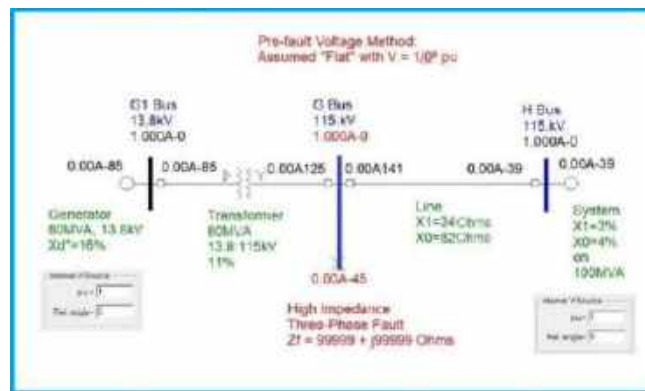 Pre-fault Voltage Method:
Assumed "Flat" with V = 1/0º pu
G1 Bus
13.8kV
1.000A-0
G Bus
115.kV
1.000A-0
H Bus
115.kV
1.000A-0
0.00A-85
0.00A-85
0.00A125
0.00A141
0.00A-39
0.00A-39
Generator
80MVA, 13.8kV
Xd"=16%
Transformer
80MVA
13.8:115kV
11%
Line
X1=24Ohms
X0=82Ohms
System
X1=3%
X0=4%
on
100MVA
0.00A-45
High Impedance
Three-Phase Fault
Zf = 99999 + j99999 Ohms